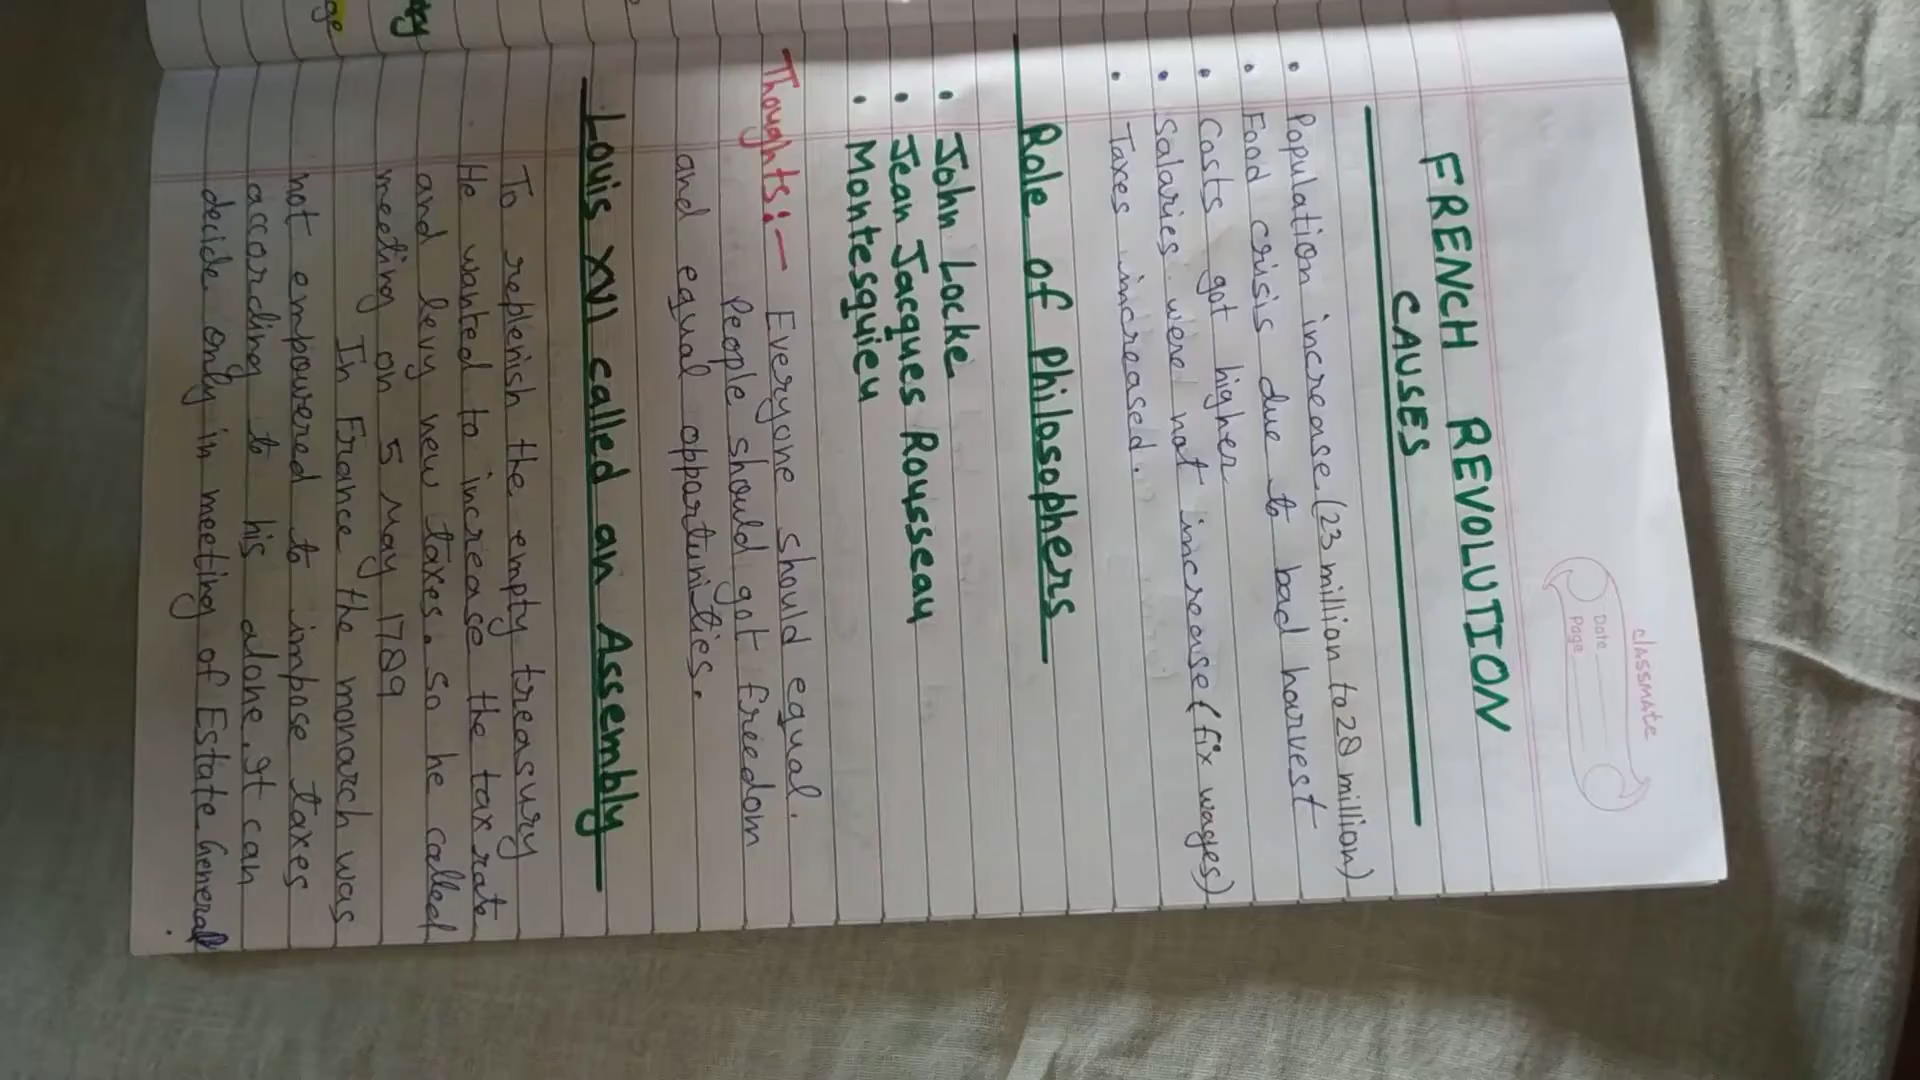 classmate
Date
Page
FRENCH REVOLUTION
CAUSES
• Population increase (23 million to 28 million)
• Food crisis due to bad harvest
• Costs got higher
• Salaries were not increase (fix wages)
• Taxes increased.
Role of Philosophers
• John Locke
• Jean Jacques Rousseau
• Montesquieu
Thoughts:— Everyone should equal.
People should got freedom
and equal opportunities.
Louis XVI called an Assembly
To replenish the empty treasury
He wanted to increase the tax rate
and levy new taxes. So he called
meeting on 5 May 1789
In France the monarch was
not empowered to impose taxes
according to his alone. It can
decide only in meeting of Estate General.
ge